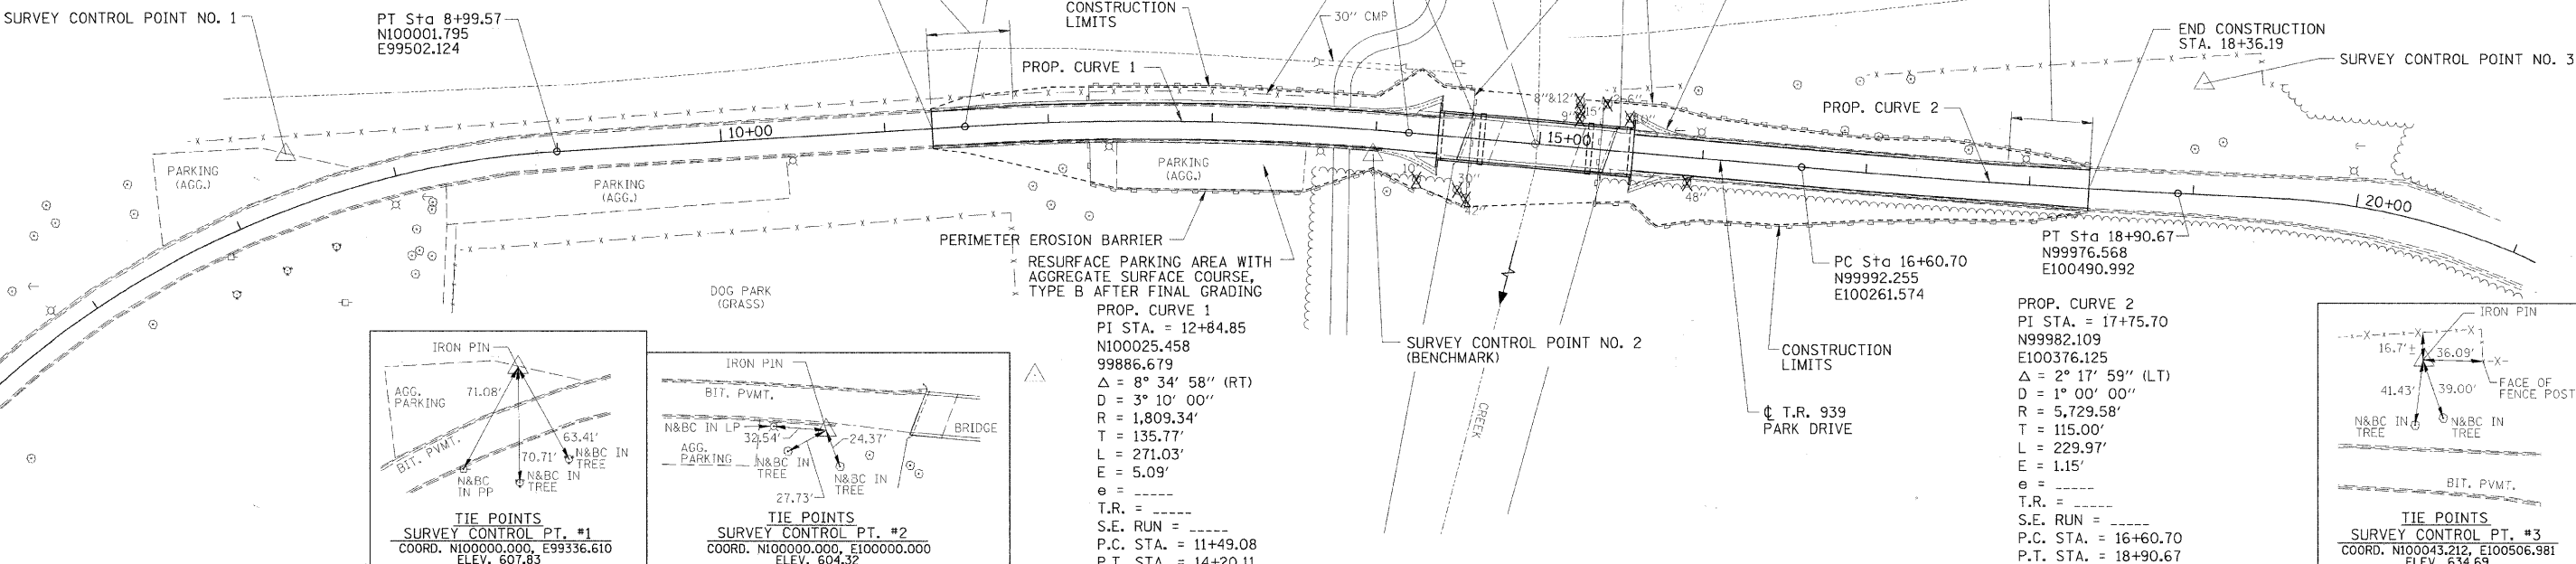 SURVEY CONTROL POINT NO. 1
PT Sta 8+99.57
N100001.795
E99502.124
CONSTRUCTION
LIMITS
30" CMP
END CONSTRUCTION
STA. 18+36.19
SURVEY CONTROL POINT NO. 3
PROP. CURVE 1
PROP. CURVE 2
8"&12"
15"
10+00
15+00
20+00
PARKING
(AGG.)
PARKING
(AGG.)
PARKING
(AGG.)
10"
30"
42"
48"
PERIMETER EROSION BARRIER
RESURFACE PARKING AREA WITH
AGGREGATE SURFACE COURSE,
TYPE B AFTER FINAL GRADING
DOG PARK
(GRASS)
PC Sta 16+60.70
N99992.255
E100261.574
PT Sta 18+90.67
N99976.568
E100490.992
SURVEY CONTROL POINT NO. 2
(BENCHMARK)
CONSTRUCTION
LIMITS
CREEK
℄ T.R. 939
PARK DRIVE
PROP. CURVE 1
PI STA. = 12+84.85
N100025.458
99886.679
Δ = 8° 34' 58" (RT)
D = 3° 10' 00"
R = 1,809.34'
T = 135.77'
L = 271.03'
E = 5.09'
e = _____
T.R. = _____
S.E. RUN = _____
P.C. STA. = 11+49.08
P.T. STA. = 14+20.11
PROP. CURVE 2
PI STA. = 17+75.70
N99982.109
E100376.125
Δ = 2° 17' 59" (LT)
D = 1° 00' 00"
R = 5,729.58'
T = 115.00'
L = 229.97'
E = 1.15'
e = _____
T.R. = _____
S.E. RUN = _____
P.C. STA. = 16+60.70
P.T. STA. = 18+90.67
IRON PIN
AGG.
PARKING
71.08'
BIT. PVMT.
63.41'
70.71'
N&BC IN
TREE
N&BC
IN PP
N&BC IN
TREE
TIE POINTS
SURVEY CONTROL PT. #1
COORD. N100000.000, E99336.610
ELEV. 607.83
IRON PIN
BIT. PVMT.
N&BC IN LP
32.54'
24.37'
BRIDGE
AGG.
PARKING
N&BC IN
TREE
N&BC IN
TREE
27.73'
TIE POINTS
SURVEY CONTROL PT. #2
COORD. N100000.000, E100000.000
ELEV. 604.32
IRON PIN
16.7'±
36.09'
41.43'
39.00'
FACE OF
FENCE POST
N&BC IN
TREE
N&BC IN
TREE
BIT. PVMT.
TIE POINTS
SURVEY CONTROL PT. #3
COORD. N100043.212, E100506.981
ELEV. 634.69